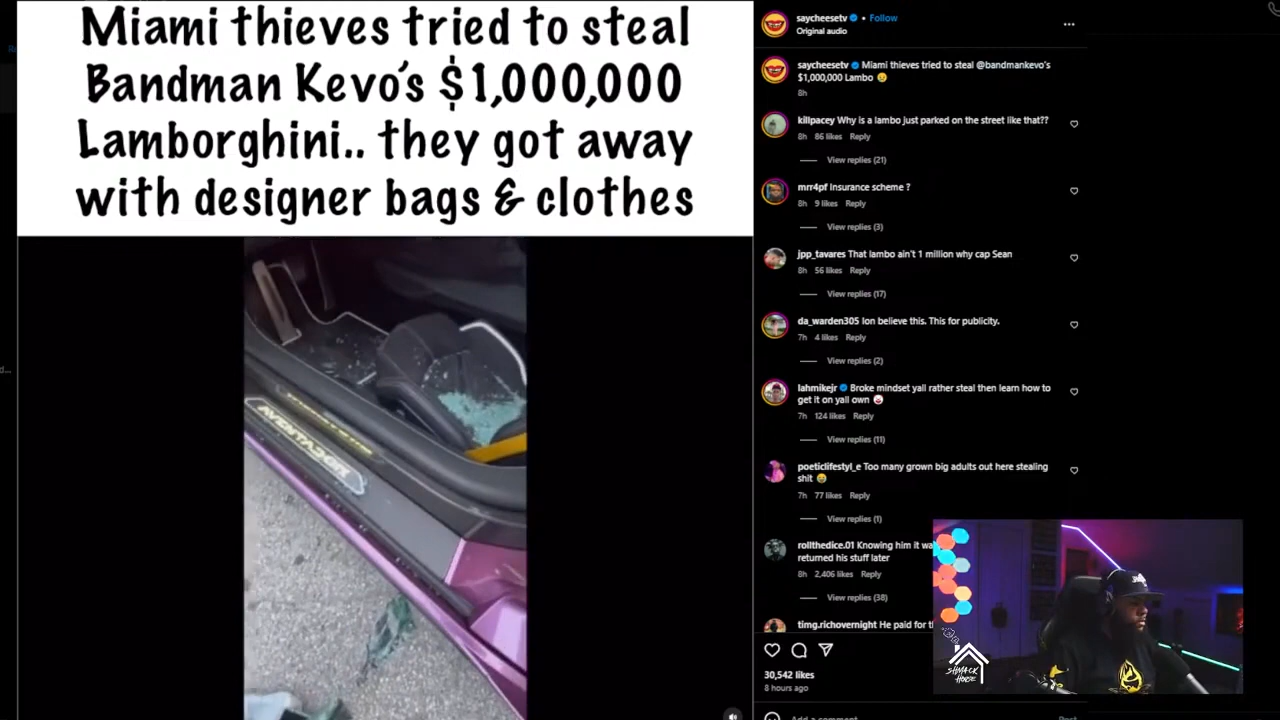 Miami thieves tried to steal
Bandman Kevo's $1,000,000
Lamborghini.. they got away
with designer bags & clothes
AVENTADOR
saycheesetv • Follow
Original audio
saycheesetv Miami thieves tried to steal @bandmankevo's
$1,000,000 Lambo
8h
killpacey Why is a lambo just parked on the street like that??
8h 86 likes Reply
View replies (21)
mrr4pf Insurance scheme ?
8h 9 likes Reply
View replies (3)
jpp_tavares That lambo ain't 1 million why cap Sean
8h 56 likes Reply
View replies (17)
da_warden305 Ion believe this. This for publicity.
7h 4 likes Reply
View replies (2)
lahmikejr Broke mindset yall rather steal then learn how to
get it on yall own
7h 124 likes Reply
View replies (11)
poeticlifestyl_e Too many grown big adults out here stealing
shit
7h 77 likes Reply
View replies (1)
rollthedice.01 Knowing him it wa
returned his stuff later
8h 2,406 likes Reply
View replies (38)
timg.richovernight He paid for t
30,542 likes
8 hours ago
Add a comment...
Post
SHMACK
HOUSE